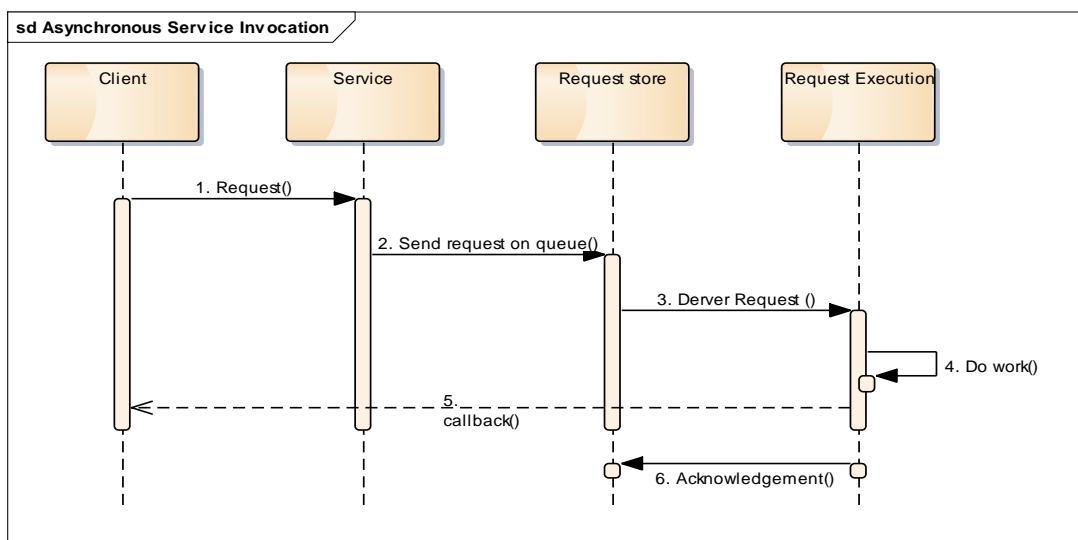 sd Asynchronous Service Invocation
Client
Service
Request store
Request Execution
1. Request()
2. Send request on queue()
3. Derver Request ()
4. Do work()
5.
callback()
6. Acknowledgement()